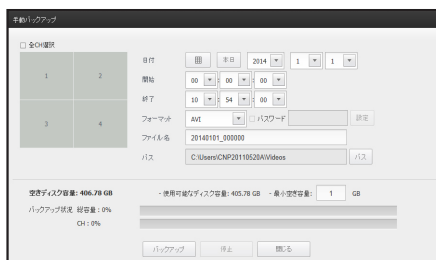 手動バックアップ
全CH選択
1 2
3 4
日付 本日 2014 1 1
開始 00 : 00 : 00
終了 10 : 54 : 00
フォーマット AVI パスワード 設定
ファイル名 20140101_000000
パス C:\Users\CNP20110520A\Videos パス
空きディスク容量: 406.78 GB - 使用可能なディスク容量: 405.78 GB - 最小空き容量: 1 GB
バックアップ状況 総容量 : 0%
CH : 0%
バックアップ 停止 閉じる